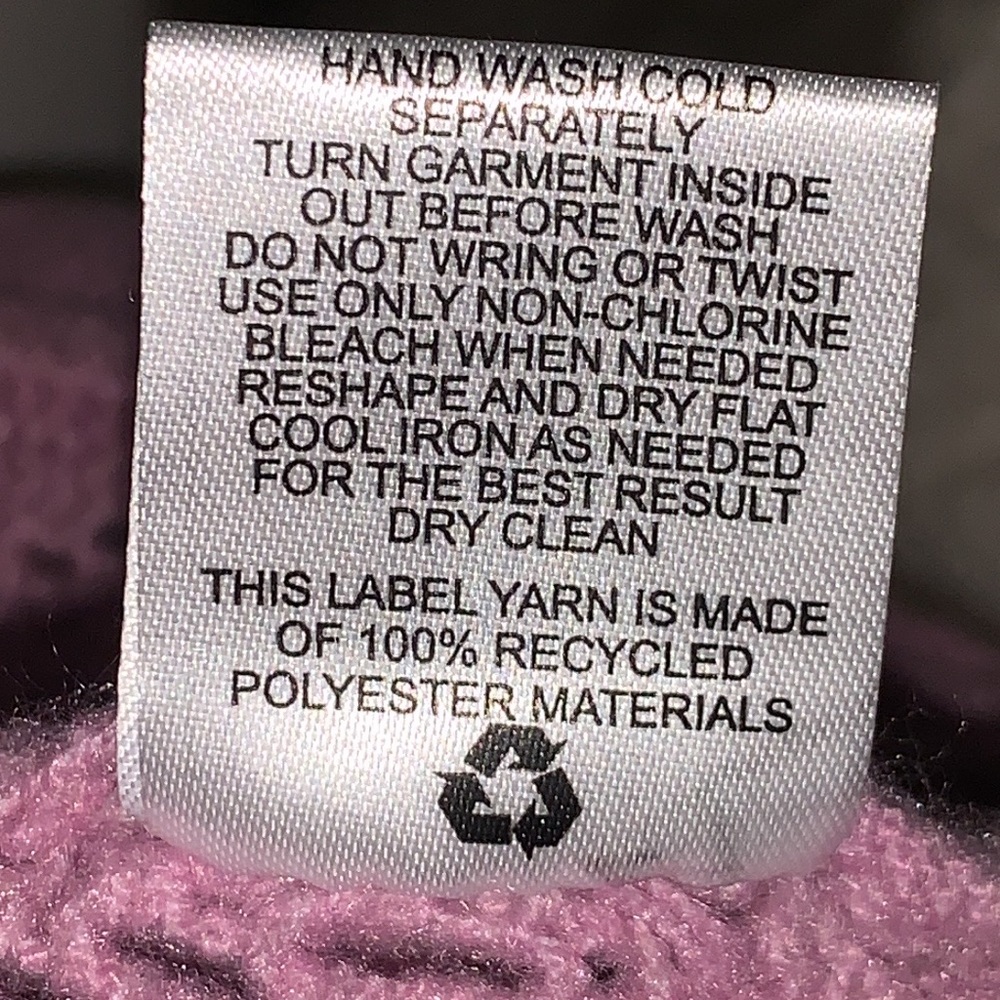 HAND WASH COLD
SEPARATELY
TURN GARMENT INSIDE
OUT BEFORE WASH
DO NOT WRING OR TWIST
USE ONLY NON-CHLORINE
BLEACH WHEN NEEDED
RESHAPE AND DRY FLAT
COOL IRON AS NEEDED
FOR THE BEST RESULT
DRY CLEAN
THIS LABEL YARN IS MADE
OF 100% RECYCLED
POLYESTER MATERIALS